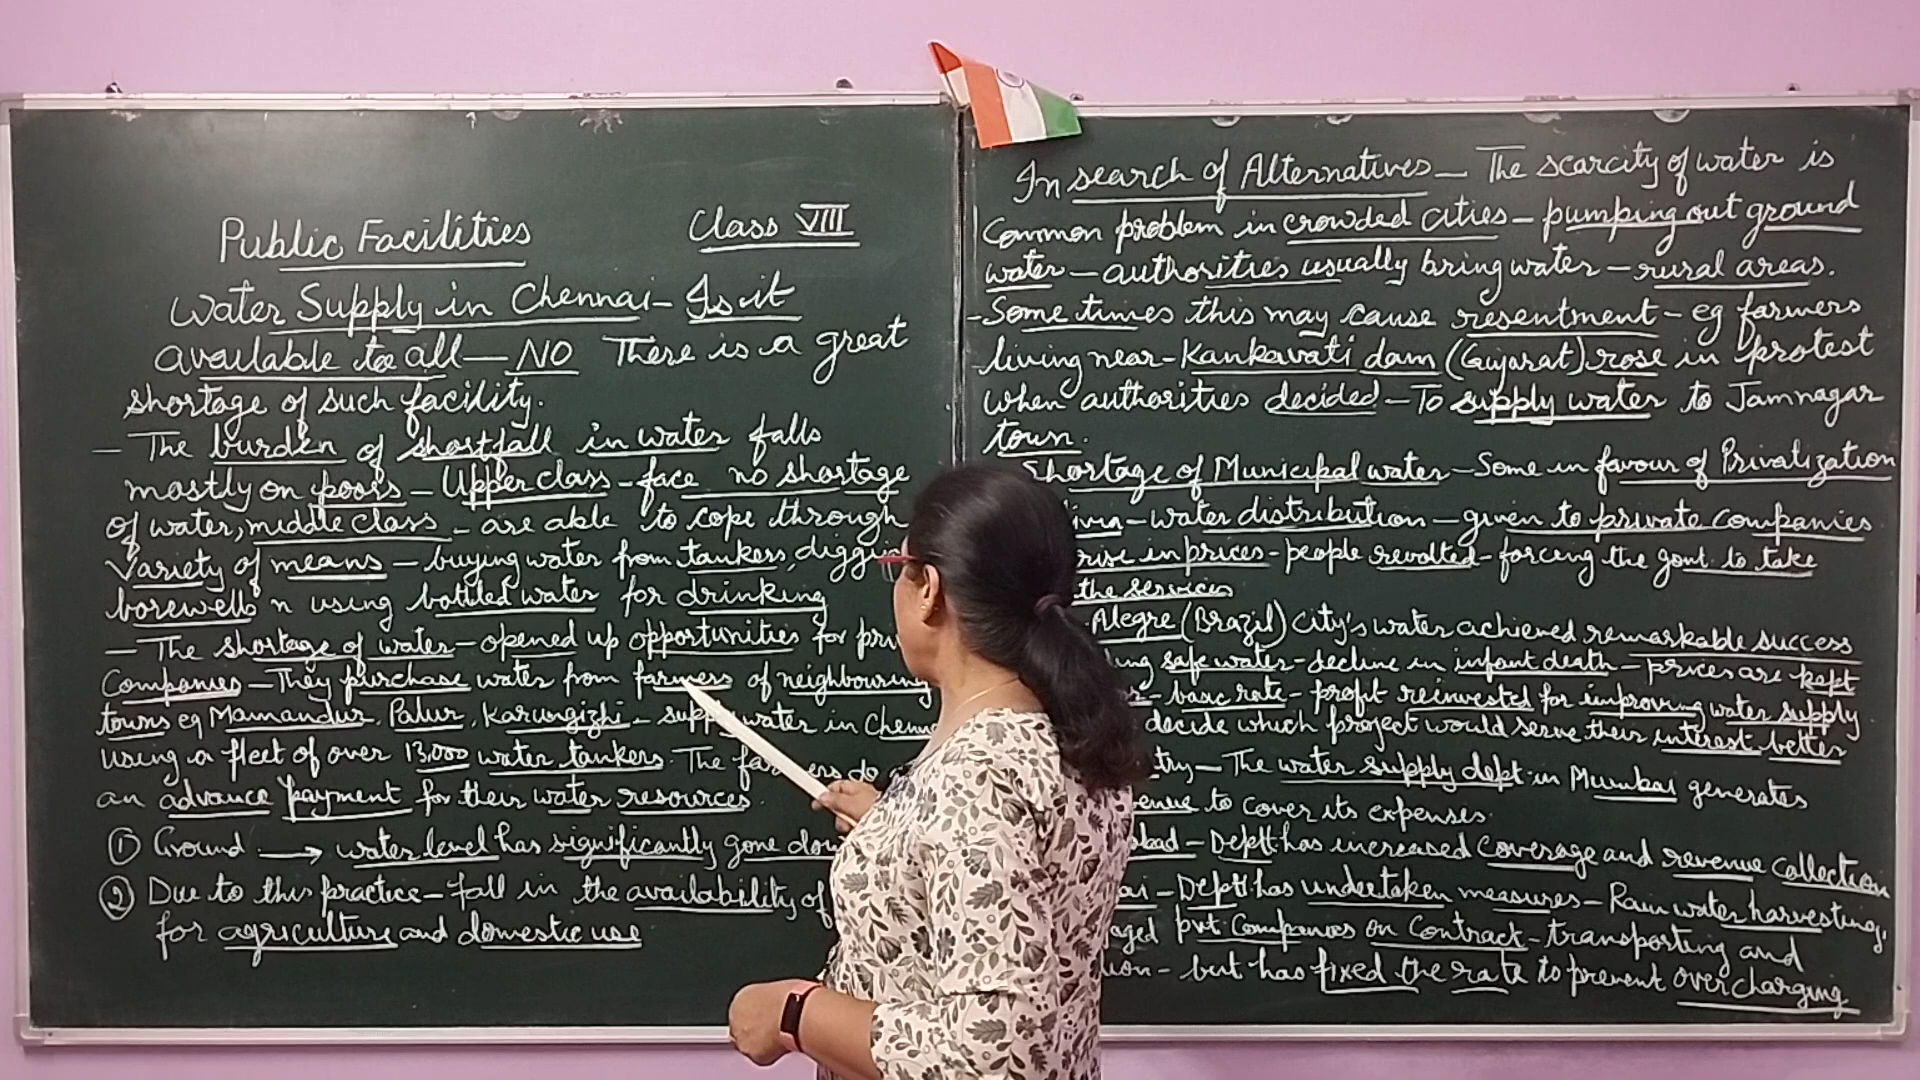 Public Facilities Class VIII
Water Supply in Chennai - Is it
available to all - NO There is a great
shortage of such facility.
- The burden of shortfall in water falls
mostly on poors - Upper class - face no shortage
of water, middle class - are able to cope through
variety of means - buying water from tankers,
borewells n using bottled water for drinking
- The shortage of water - opened up opportunities for
Companies - They purchase water from farmers of neighbouring
towns eg Mamandur, Palur, Karungizhi - supply water in
using a fleet of over 13,000 water tankers. The
an advance payment for their water resources.
① Ground → water level has significantly gone
② Due to this practice - fall in the availability of
for agriculture and domestic use
In search of Alternatives - The scarcity of water is
Common problem in crowded cities - pumping out ground
water - authorities usually bring water - rural areas.
- Some times this may cause resentment - eg farmers
living near - Kankavati dam (Gujarat) rose in protest
when authorities decided - To supply water to Jamnagar
town.
Shortage of Municipal water - Some in favour of Privatization
- water distribution - given to private companies
rise in prices - people revolted - forcing the govt. to take
the services
Alegre (Brazil) City's water achieved remarkable success
safe water - decline in infant death - prices are kept
- basic rate - profit reinvested for improving water supply
decide which project would serve their interest better
- The water supply dept in Mumbai generates
to cover its expenses.
- Deptt has increased coverage and revenue collection
- Deptt has undertaken measures - Rain water harvesting,
pvt Companies on Contract - transporting and
- but has fixed the rate to prevent over charging